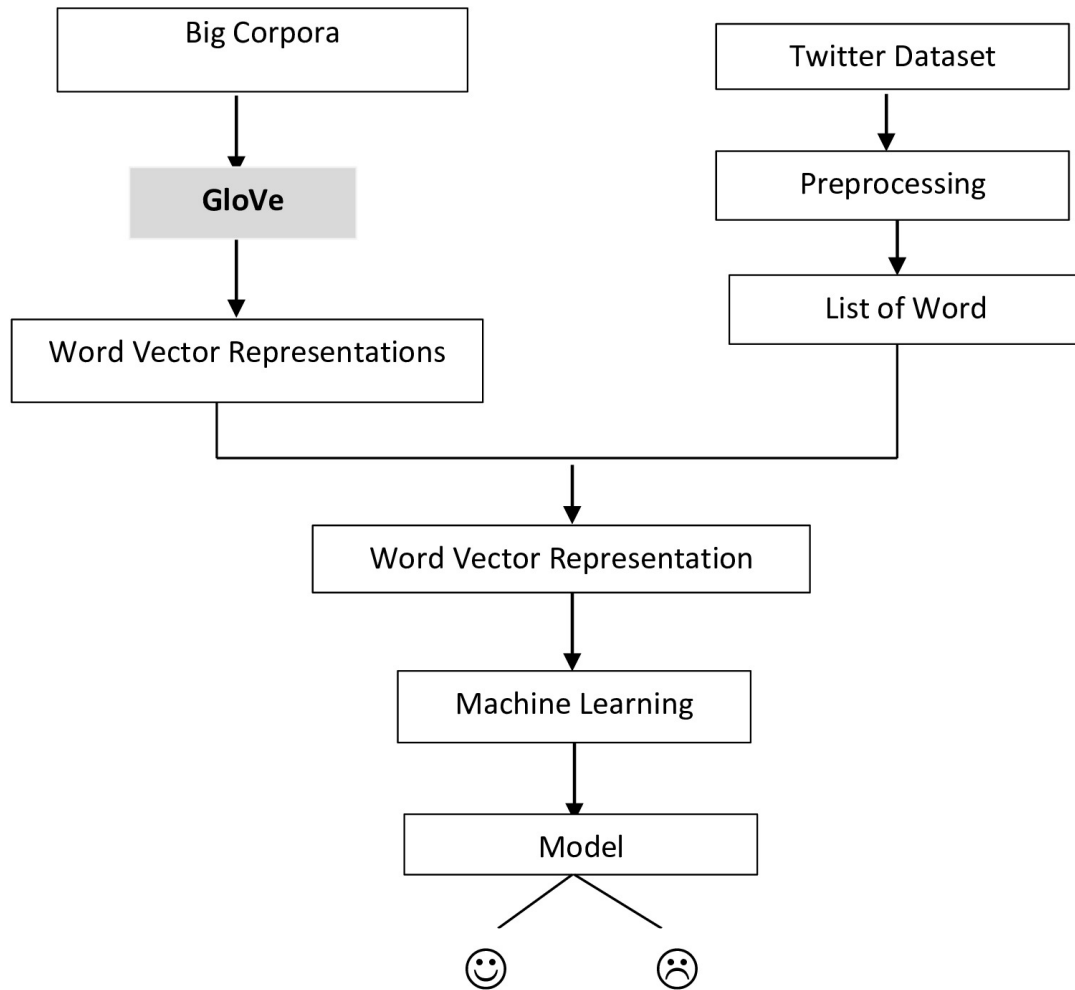 Big Corpora
Twitter Dataset
GloVe
Preprocessing
Word Vector Representations
List of Word
Word Vector Representation
Machine Learning
Model